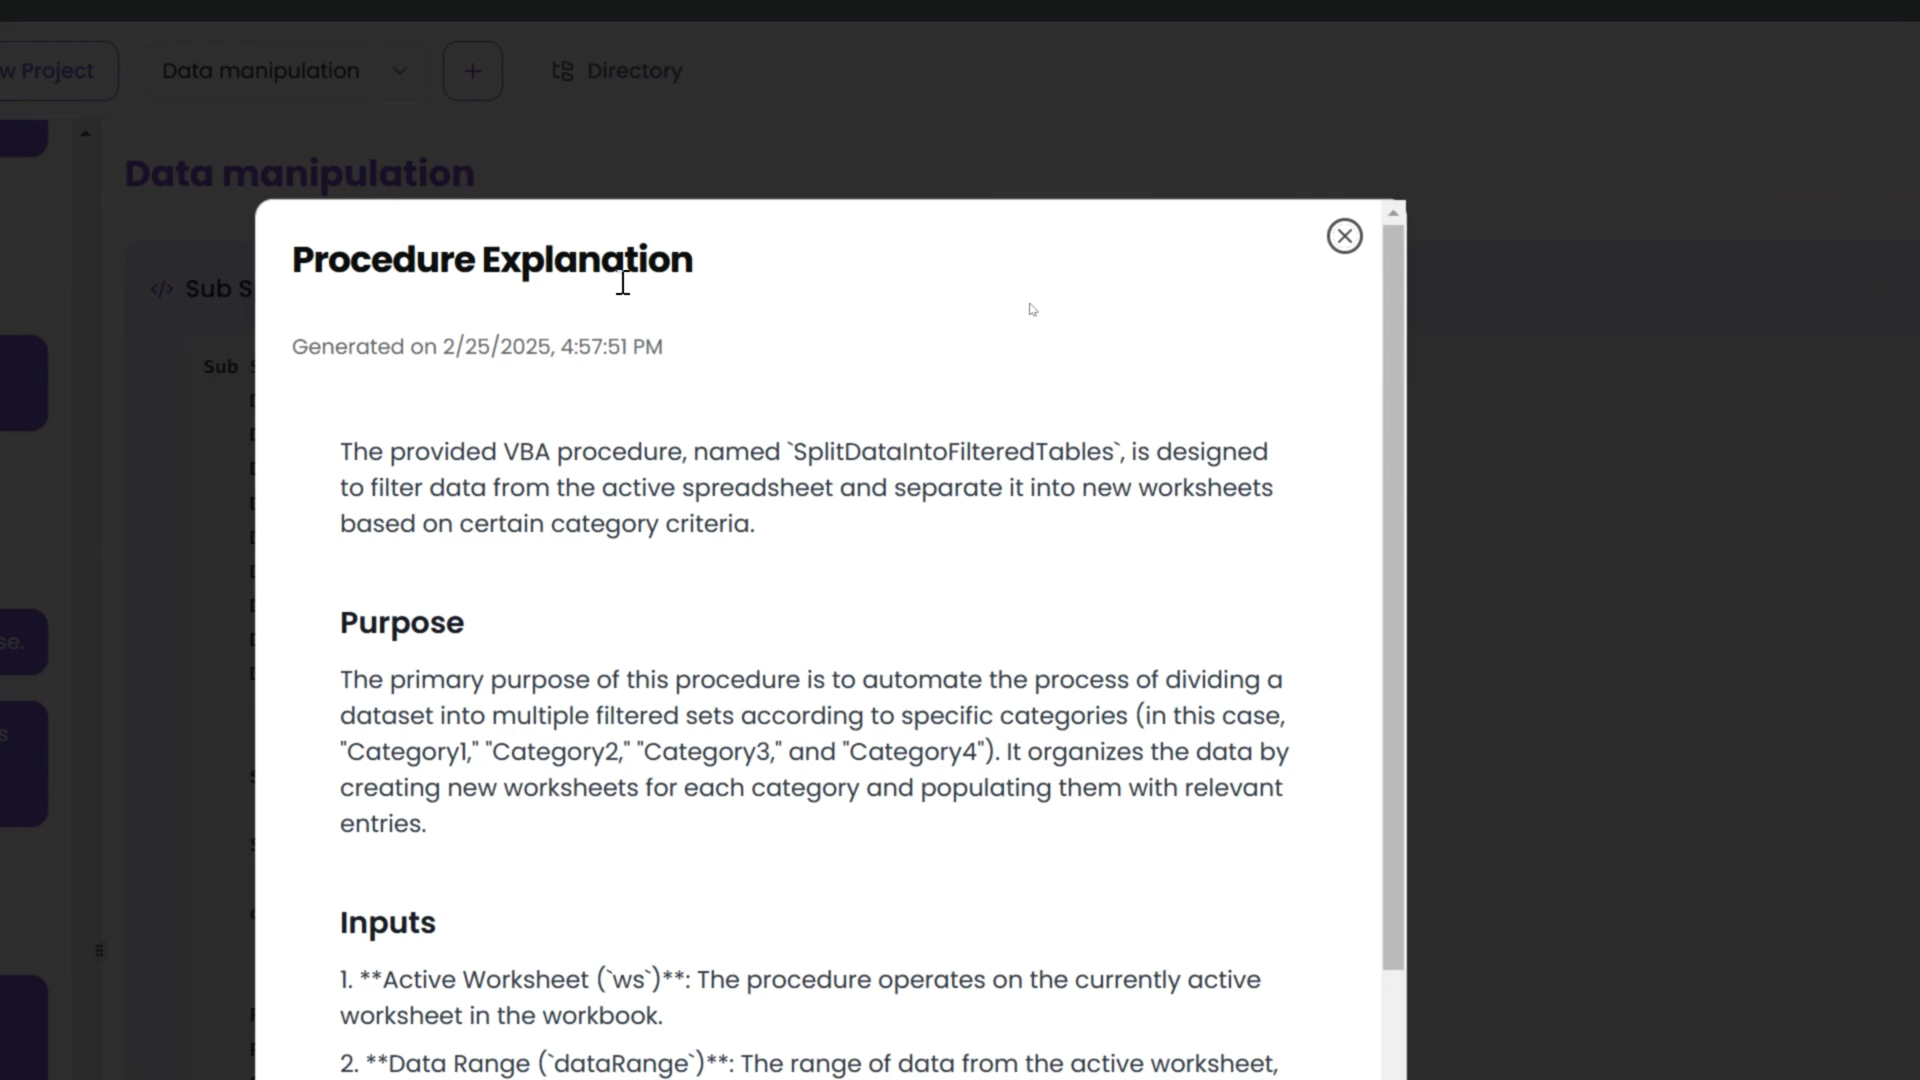 w Project
Data manipulation
+
Directory
Data manipulation
</> Sub S
Sub
Procedure Explanation
Generated on 2/25/2025, 4:57:51 PM
The provided VBA procedure, named `SplitDataIntoFilteredTables`, is designed
to filter data from the active spreadsheet and separate it into new worksheets
based on certain category criteria.
se.
Purpose
The primary purpose of this procedure is to automate the process of dividing a
dataset into multiple filtered sets according to specific categories (in this case,
"Category1," "Category2," "Category3," and "Category4"). It organizes the data by
creating new worksheets for each category and populating them with relevant
entries.
s
Inputs
1. **Active Worksheet (`ws`)**: The procedure operates on the currently active
worksheet in the workbook.
2. **Data Range (`dataRange`)**: The range of data from the active worksheet,